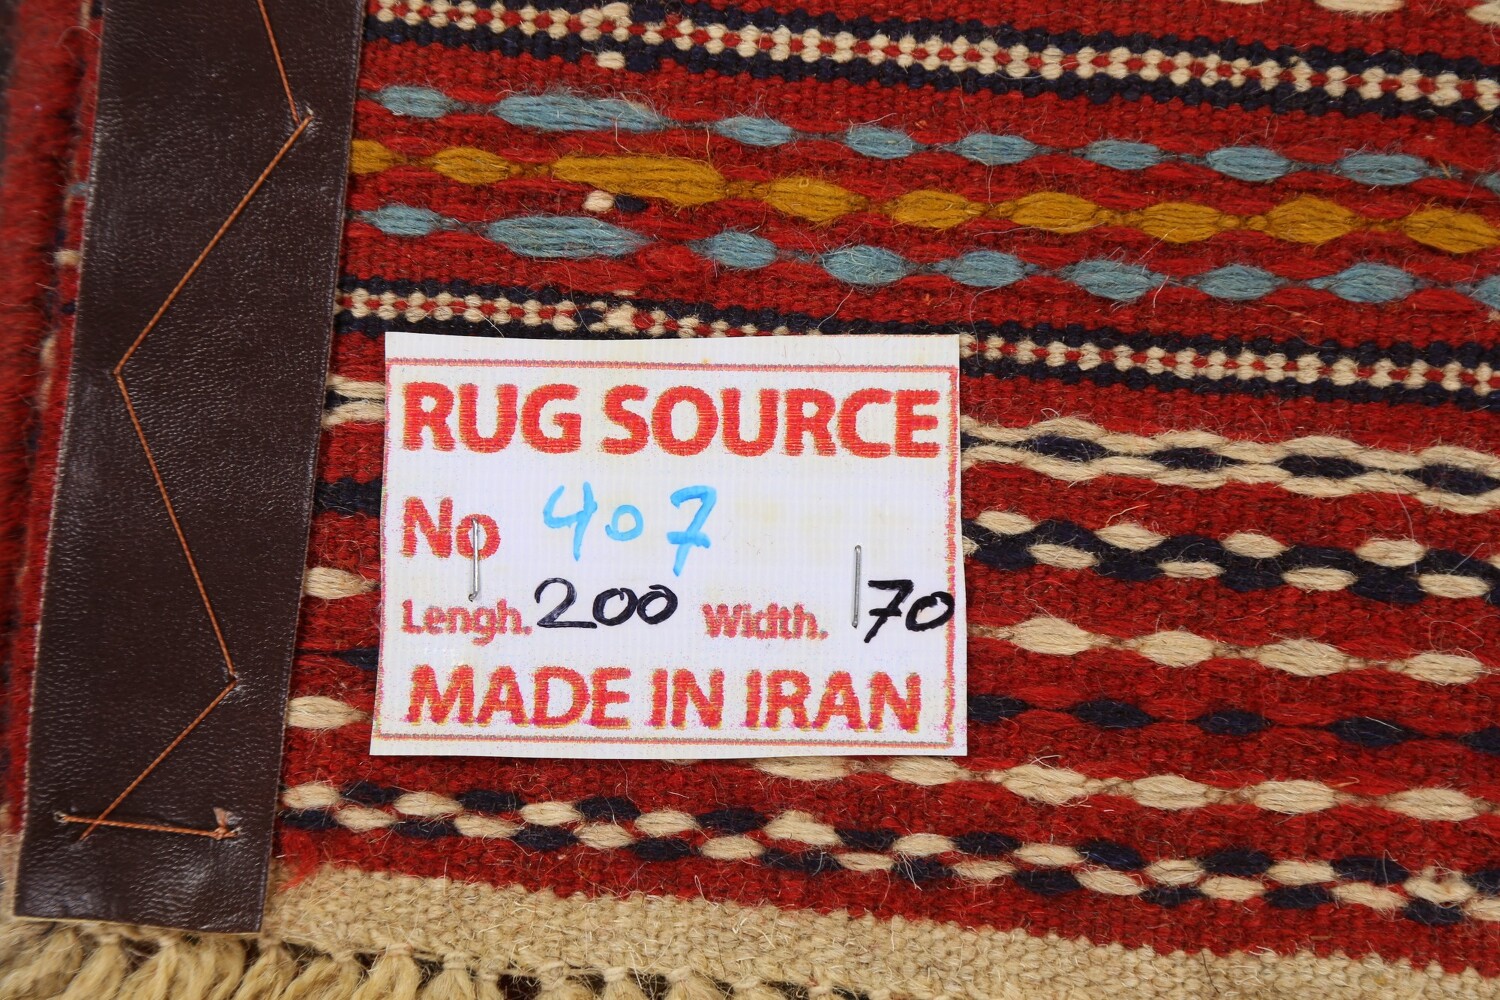 RUG SOURCE
No 407
Lengh. 200 Width. 70
MADE IN IRAN